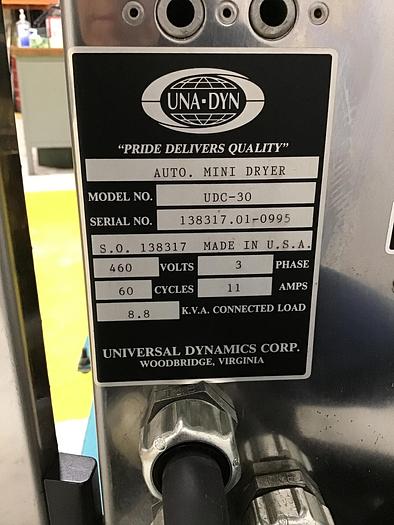 UNA-DYN
"PRIDE DELIVERS QUALITY"
AUTO. MINI DRYER
MODEL NO. UDC-30
SERIAL NO. 138317.01-0995
S.O. 138317 MADE IN U.S.A.
460 VOLTS 3 PHASE
60 CYCLES 11 AMPS
8.8 K.V.A. CONNECTED LOAD
UNIVERSAL DYNAMICS CORP.
WOODBRIDGE, VIRGINIA